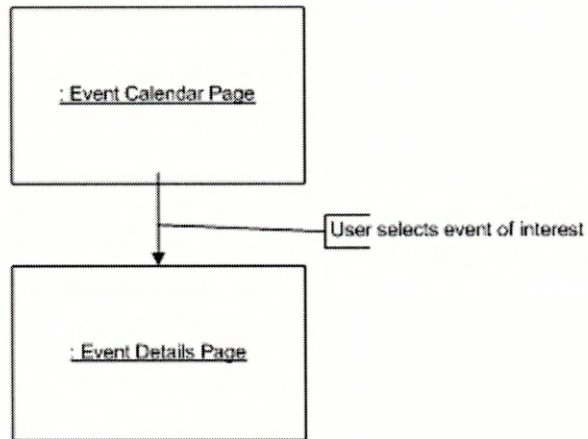 : Event Calendar Page
User selects event of interest
: Event Details Page